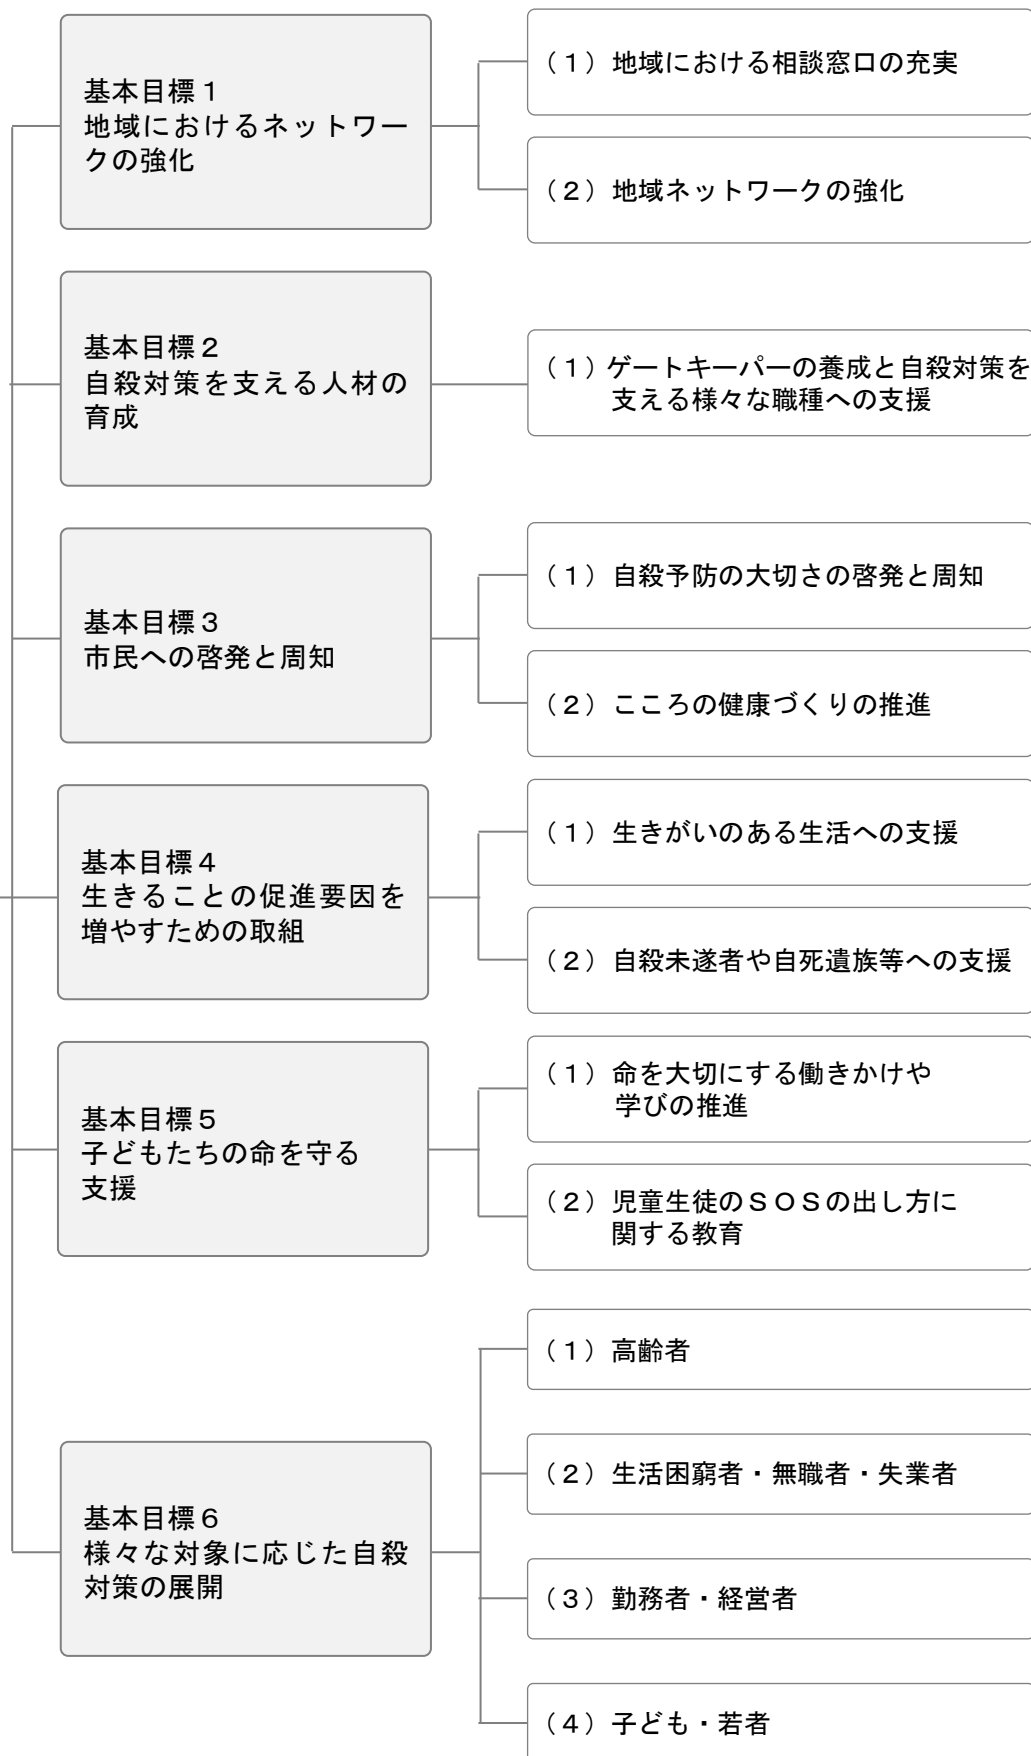 基本目標１
地域におけるネットワー
クの強化
（１）地域における相談窓口の充実
（２）地域ネットワークの強化
基本目標２
自殺対策を支える人材の
育成
（１）ゲートキーパーの養成と自殺対策を
支える様々な職種への支援
基本目標３
市民への啓発と周知
（１）自殺予防の大切さの啓発と周知
（２）こころの健康づくりの推進
基本目標４
生きることの促進要因を
増やすための取組
（１）生きがいのある生活への支援
（２）自殺未遂者や自死遺族等への支援
基本目標５
子どもたちの命を守る
支援
（１）命を大切にする働きかけや
学びの推進
（２）児童生徒のＳＯＳの出し方に
関する教育
基本目標６
様々な対象に応じた自殺
対策の展開
（１）高齢者
（２）生活困窮者・無職者・失業者
（３）勤務者・経営者
（４）子ども・若者